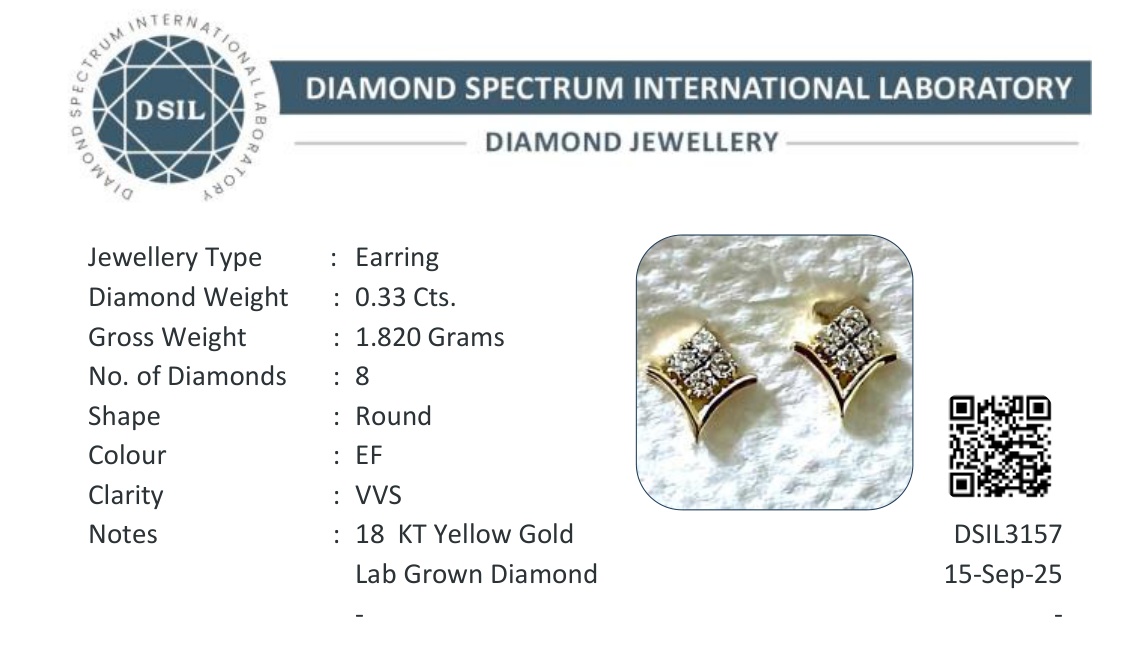 DIAMOND SPECTRUM INTERNATIONAL LABORATORY
DSIL
DIAMOND SPECTRUM INTERNATIONAL LABORATORY
DIAMOND JEWELLERY
Jewellery Type : Earring
Diamond Weight : 0.33 Cts.
Gross Weight : 1.820 Grams
No. of Diamonds : 8
Shape : Round
Colour : EF
Clarity : VVS
Notes : 18 KT Yellow Gold DSIL3157
Lab Grown Diamond 15-Sep-25
- -